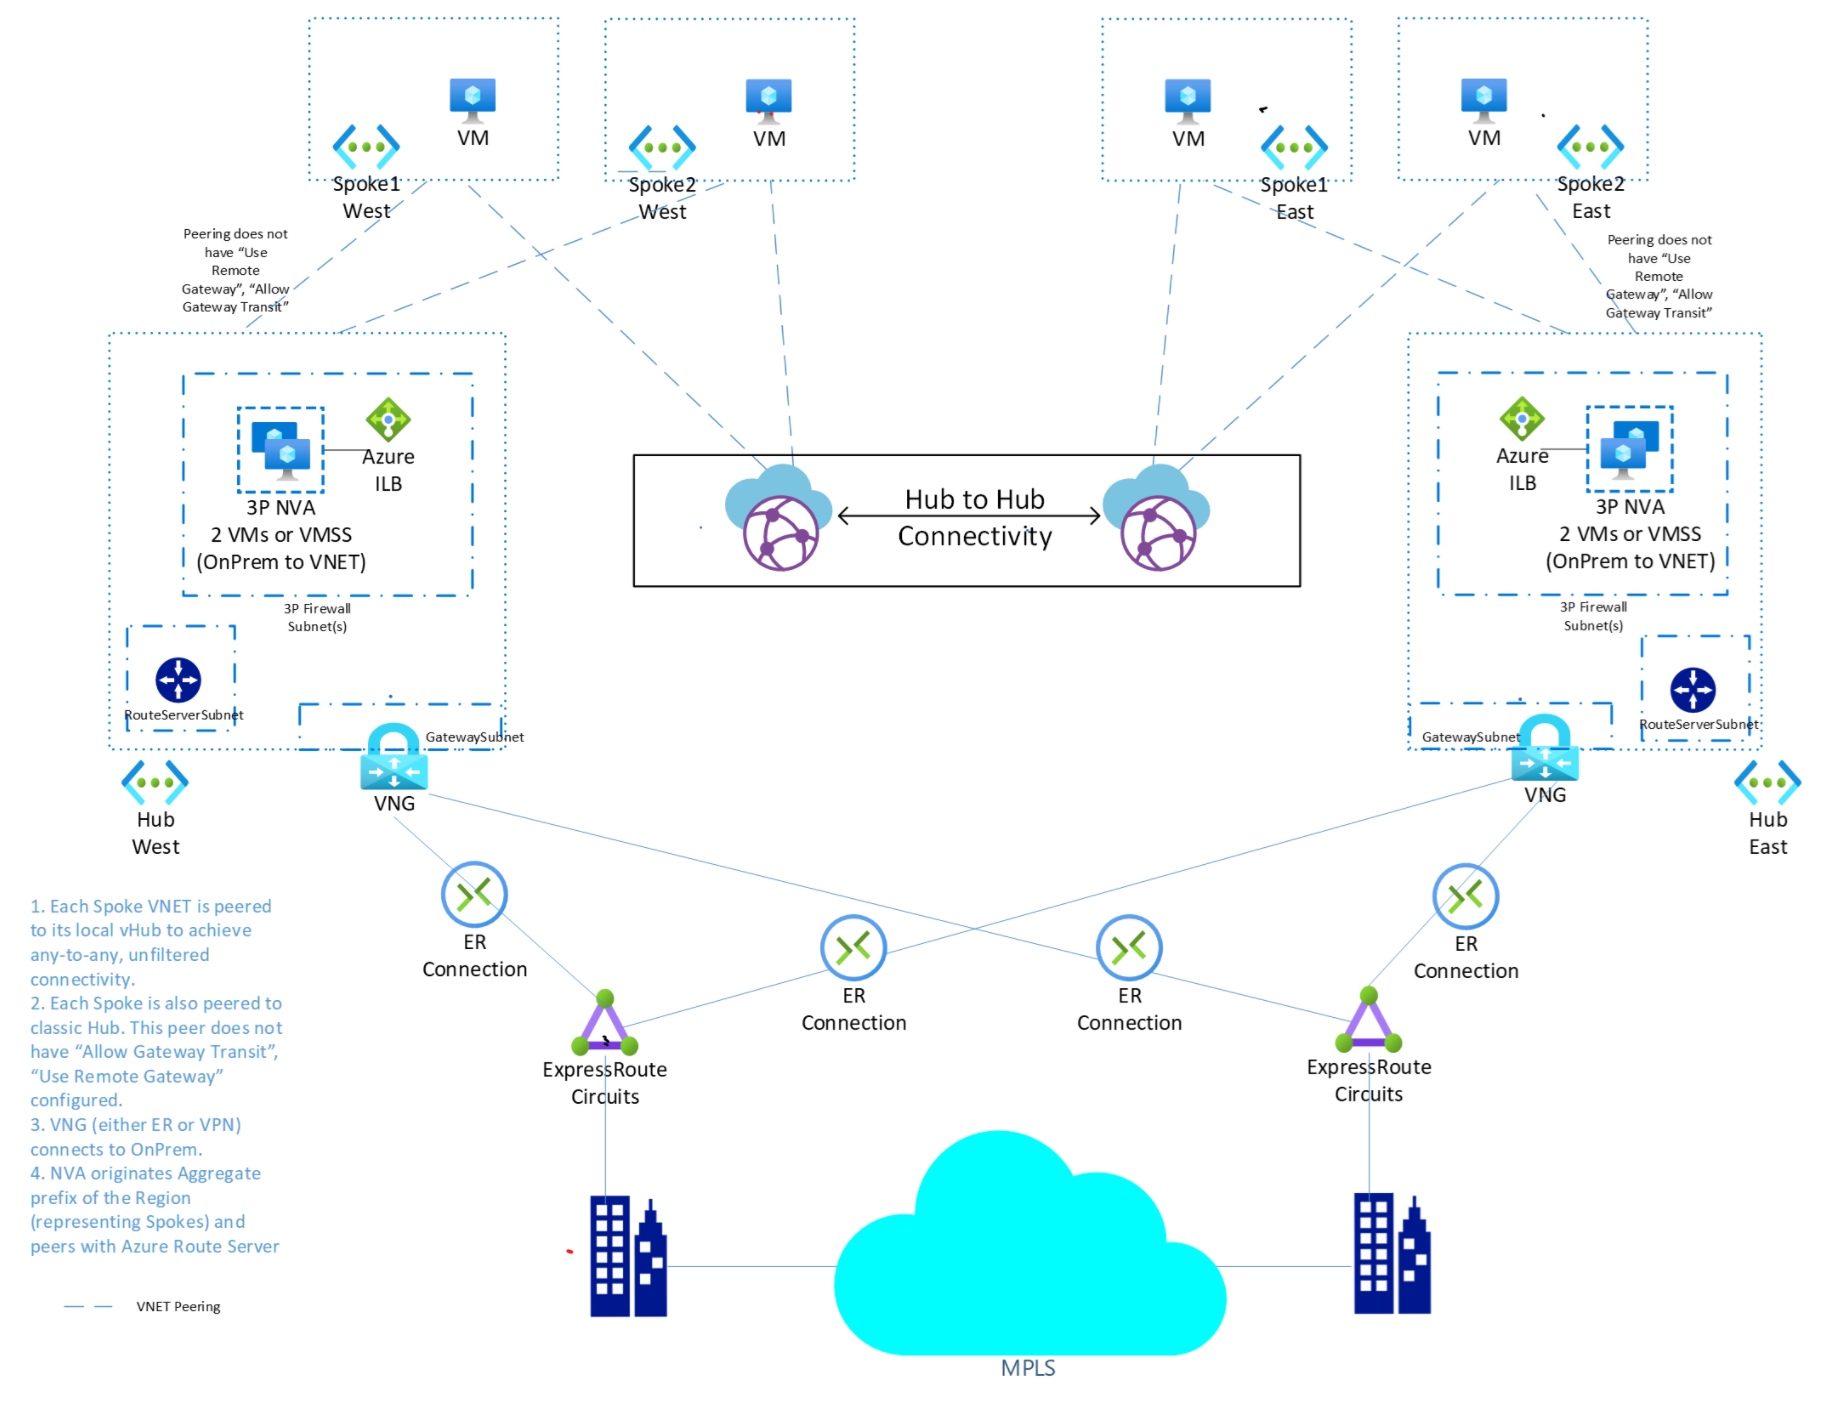 VM
Spoke1
West
VM
Spoke2
West
VM
Spoke1
East
VM
Spoke2
East
Peering does not
have “Use
Remote
Gateway”, “Allow
Gateway Transit”
Peering does not
have “Use
Remote
Gateway”, “Allow
Gateway Transit”
Azure
ILB
3P NVA
2 VMs or VMSS
(OnPrem to VNET)
3P Firewall
Subnet(s)
RouteServerSubnet
GatewaySubnet
VNG
Hub
West
Hub to Hub
Connectivity
Azure
ILB
3P NVA
2 VMs or VMSS
(OnPrem to VNET)
3P Firewall
Subnet(s)
RouteServerSubnet
GatewaySubnet
VNG
Hub
East
ER
Connection
ER
Connection
ER
Connection
ER
Connection
ExpressRoute
Circuits
ExpressRoute
Circuits
1. Each Spoke VNET is peered
to its local vHub to achieve
any-to-any, unfiltered
connectivity.
2. Each Spoke is also peered to
classic Hub. This peer does not
have “Allow Gateway Transit”,
“Use Remote Gateway”
configured.
3. VNG (either ER or VPN)
connects to OnPrem.
4. NVA originates Aggregate
prefix of the Region
(representing Spokes) and
peers with Azure Route Server
VNET Peering
MPLS